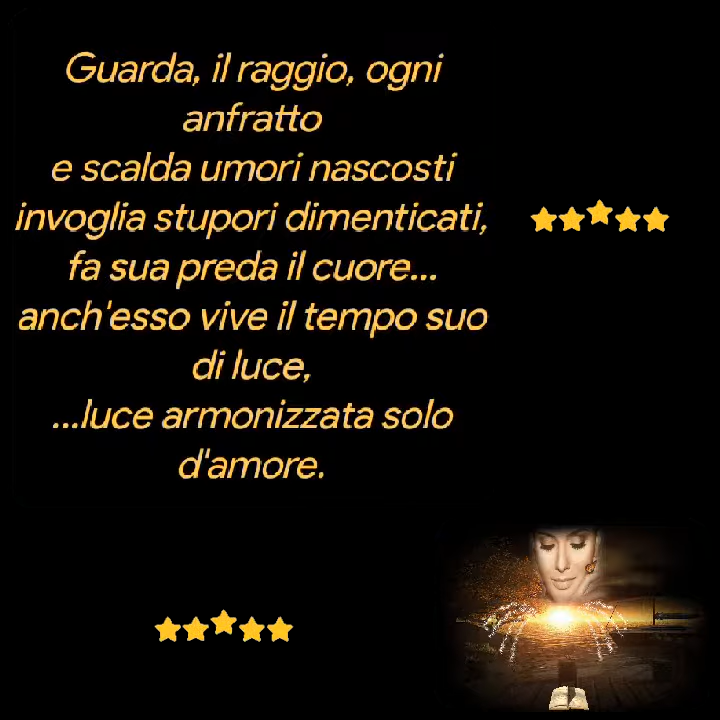 Guarda, il raggio, ogni
anfratto
e scalda umori nascosti
invoglia stupori dimenticati,
fa sua preda il cuore...
anch'esso vive il tempo suo
di luce,
...luce armonizzata solo
d'amore.